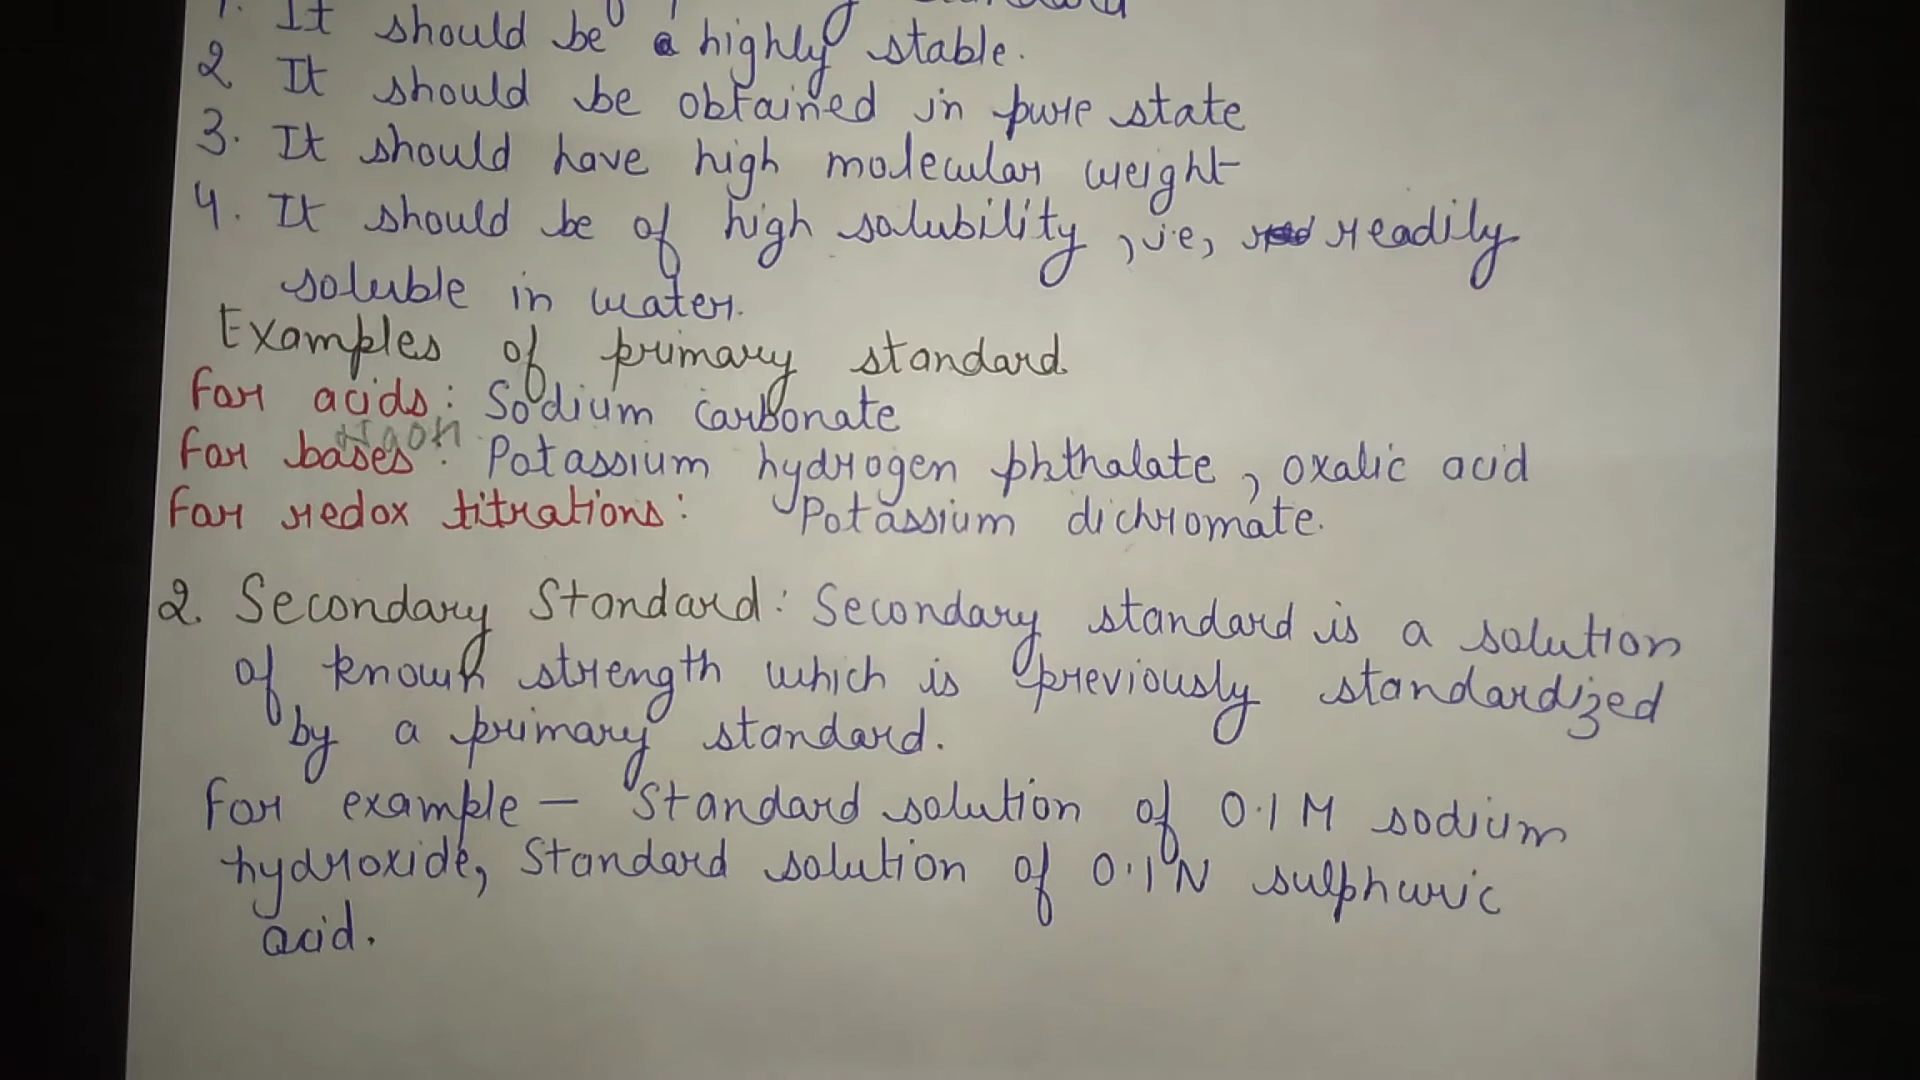 1. It should be a highly stable.
2 It should be obtained in pure state
3. It should have high molecular weight
4. It should be of high solubility, i.e, readily
soluble in water.
Examples of primary standard
For acids: Sodium carbonate
For bases: Potassium hydrogen phthalate, oxalic acid
For redox titrations: Potassium dichromate.
2. Secondary Standard: Secondary standard is a solution
of known strength which is previously standardized
by a primary standard.
For example - Standard solution of 0.1 M sodium
hydroxide, Standard solution of 0.1 N sulphuric
acid.